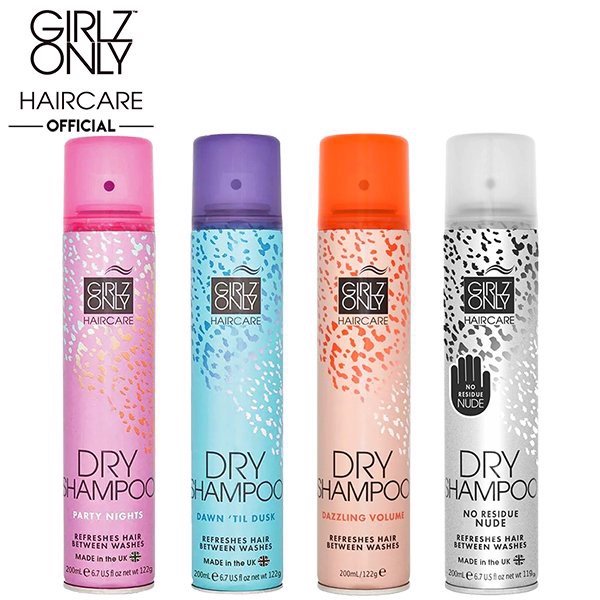 GIRLZ
ONLY
HAIRCARE
OFFICIAL
GIRLZ
ONLY
HAIRCARE
DRY
SHAMPOO
PARTY NIGHTS
REFRESHES HAIR
BETWEEN WASHES
MADE in the UK
200mL e 6.7 U.S fl oz net wt 122g
GIRLZ
ONLY
HAIRCARE
DRY
SHAMPOO
DAWN 'TIL DUSK
REFRESHES HAIR
BETWEEN WASHES
MADE in the UK
200mL e 6.7 U.S fl oz net wt 122g
GIRLZ
ONLY
HAIRCARE
DRY
SHAMPOO
DAZZLING VOLUME
REFRESHES HAIR
BETWEEN WASHES
MADE in the UK
200mL/122g e
GIRLZ
ONLY
HAIRCARE
NO
RESIDUE
NUDE
DRY
SHAMPOO
NO RESIDUE
NUDE
REFRESHES HAIR
BETWEEN WASHES
MADE in the UK
200mL e 6.7 U.S fl oz net wt 119g